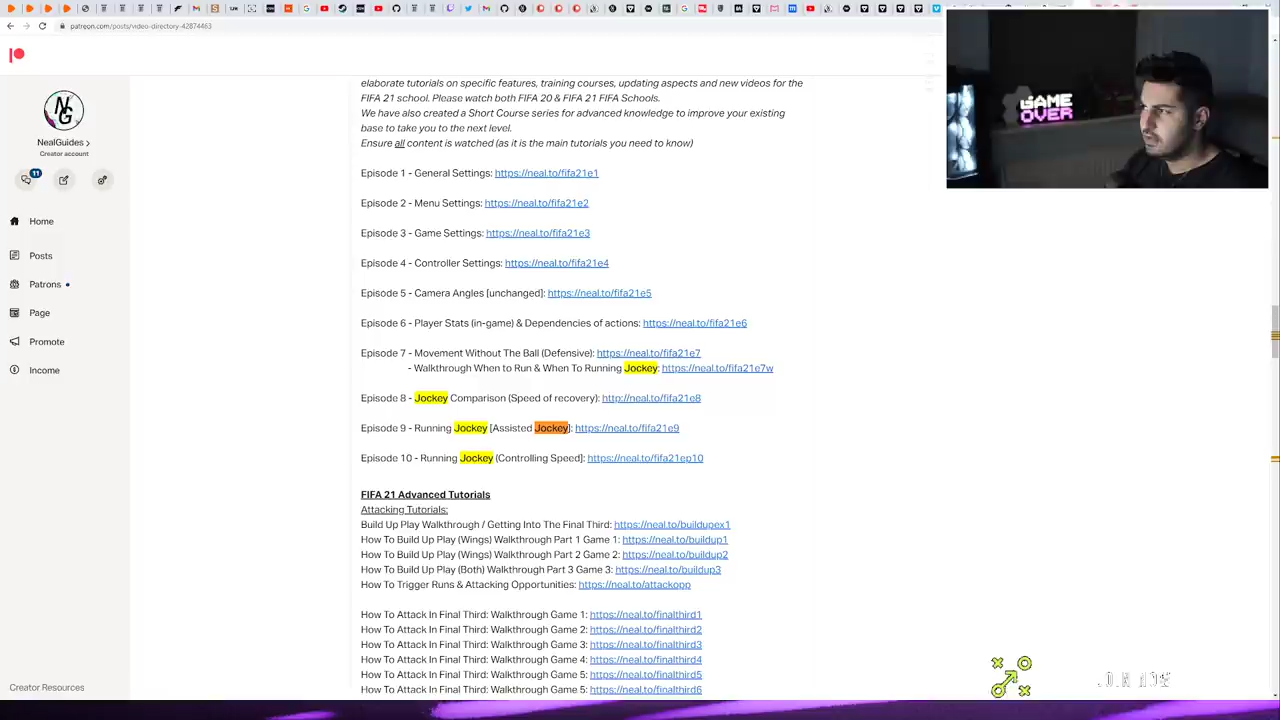 patreon.com/posts/video-directory-42874463
NG
NealGuides
Creator account
11
Home
Posts
Patrons
Page
Promote
Income
Creator Resources
elaborate tutorials on specific features, training courses, updating aspects and new videos for the
FIFA 21 school. Please watch both FIFA 20 & FIFA 21 FIFA Schools.
We have also created a Short Course series for advanced knowledge to improve your existing
base to take you to the next level.
Ensure all content is watched (as it is the main tutorials you need to know)
Episode 1 - General Settings: https://neal.to/fifa21e1
Episode 2 - Menu Settings: https://neal.to/fifa21e2
Episode 3 - Game Settings: https://neal.to/fifa21e3
Episode 4 - Controller Settings: https://neal.to/fifa21e4
Episode 5 - Camera Angles [unchanged]: https://neal.to/fifa21e5
Episode 6 - Player Stats (in-game) & Dependencies of actions: https://neal.to/fifa21e6
Episode 7 - Movement Without The Ball (Defensive): https://neal.to/fifa21e7
- Walkthrough When to Run & When To Running Jockey: https://neal.to/fifa21e7w
Episode 8 - Jockey Comparison (Speed of recovery): http://neal.to/fifa21e8
Episode 9 - Running Jockey [Assisted Jockey]: https://neal.to/fifa21e9
Episode 10 - Running Jockey (Controlling Speed]: https://neal.to/fifa21ep10
FIFA 21 Advanced Tutorials
Attacking Tutorials:
Build Up Play Walkthrough / Getting Into The Final Third: https://neal.to/buildupex1
How To Build Up Play (Wings) Walkthrough Part 1 Game 1: https://neal.to/buildup1
How To Build Up Play (Wings) Walkthrough Part 2 Game 2: https://neal.to/buildup2
How To Build Up Play (Both) Walkthrough Part 3 Game 3: https://neal.to/buildup3
How To Trigger Runs & Attacking Opportunities: https://neal.to/attackopp
How To Attack In Final Third: Walkthrough Game 1: https://neal.to/finalthird1
How To Attack In Final Third: Walkthrough Game 2: https://neal.to/finalthird2
How To Attack In Final Third: Walkthrough Game 3: https://neal.to/finalthird3
How To Attack In Final Third: Walkthrough Game 4: https://neal.to/finalthird4
How To Attack In Final Third: Walkthrough Game 5: https://neal.to/finalthird5
How To Attack In Final Third: Walkthrough Game 5: https://neal.to/finalthird6
GAME
OVER